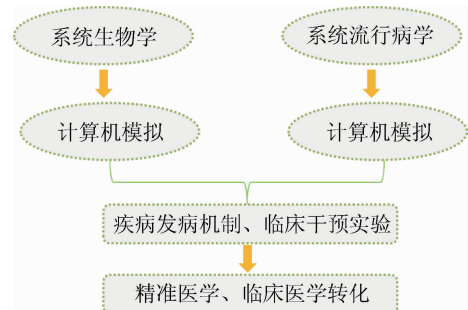 系统生物学
系统流行病学
计算机模拟
计算机模拟
疾病发病机制、临床干预实验
精准医学、临床医学转化